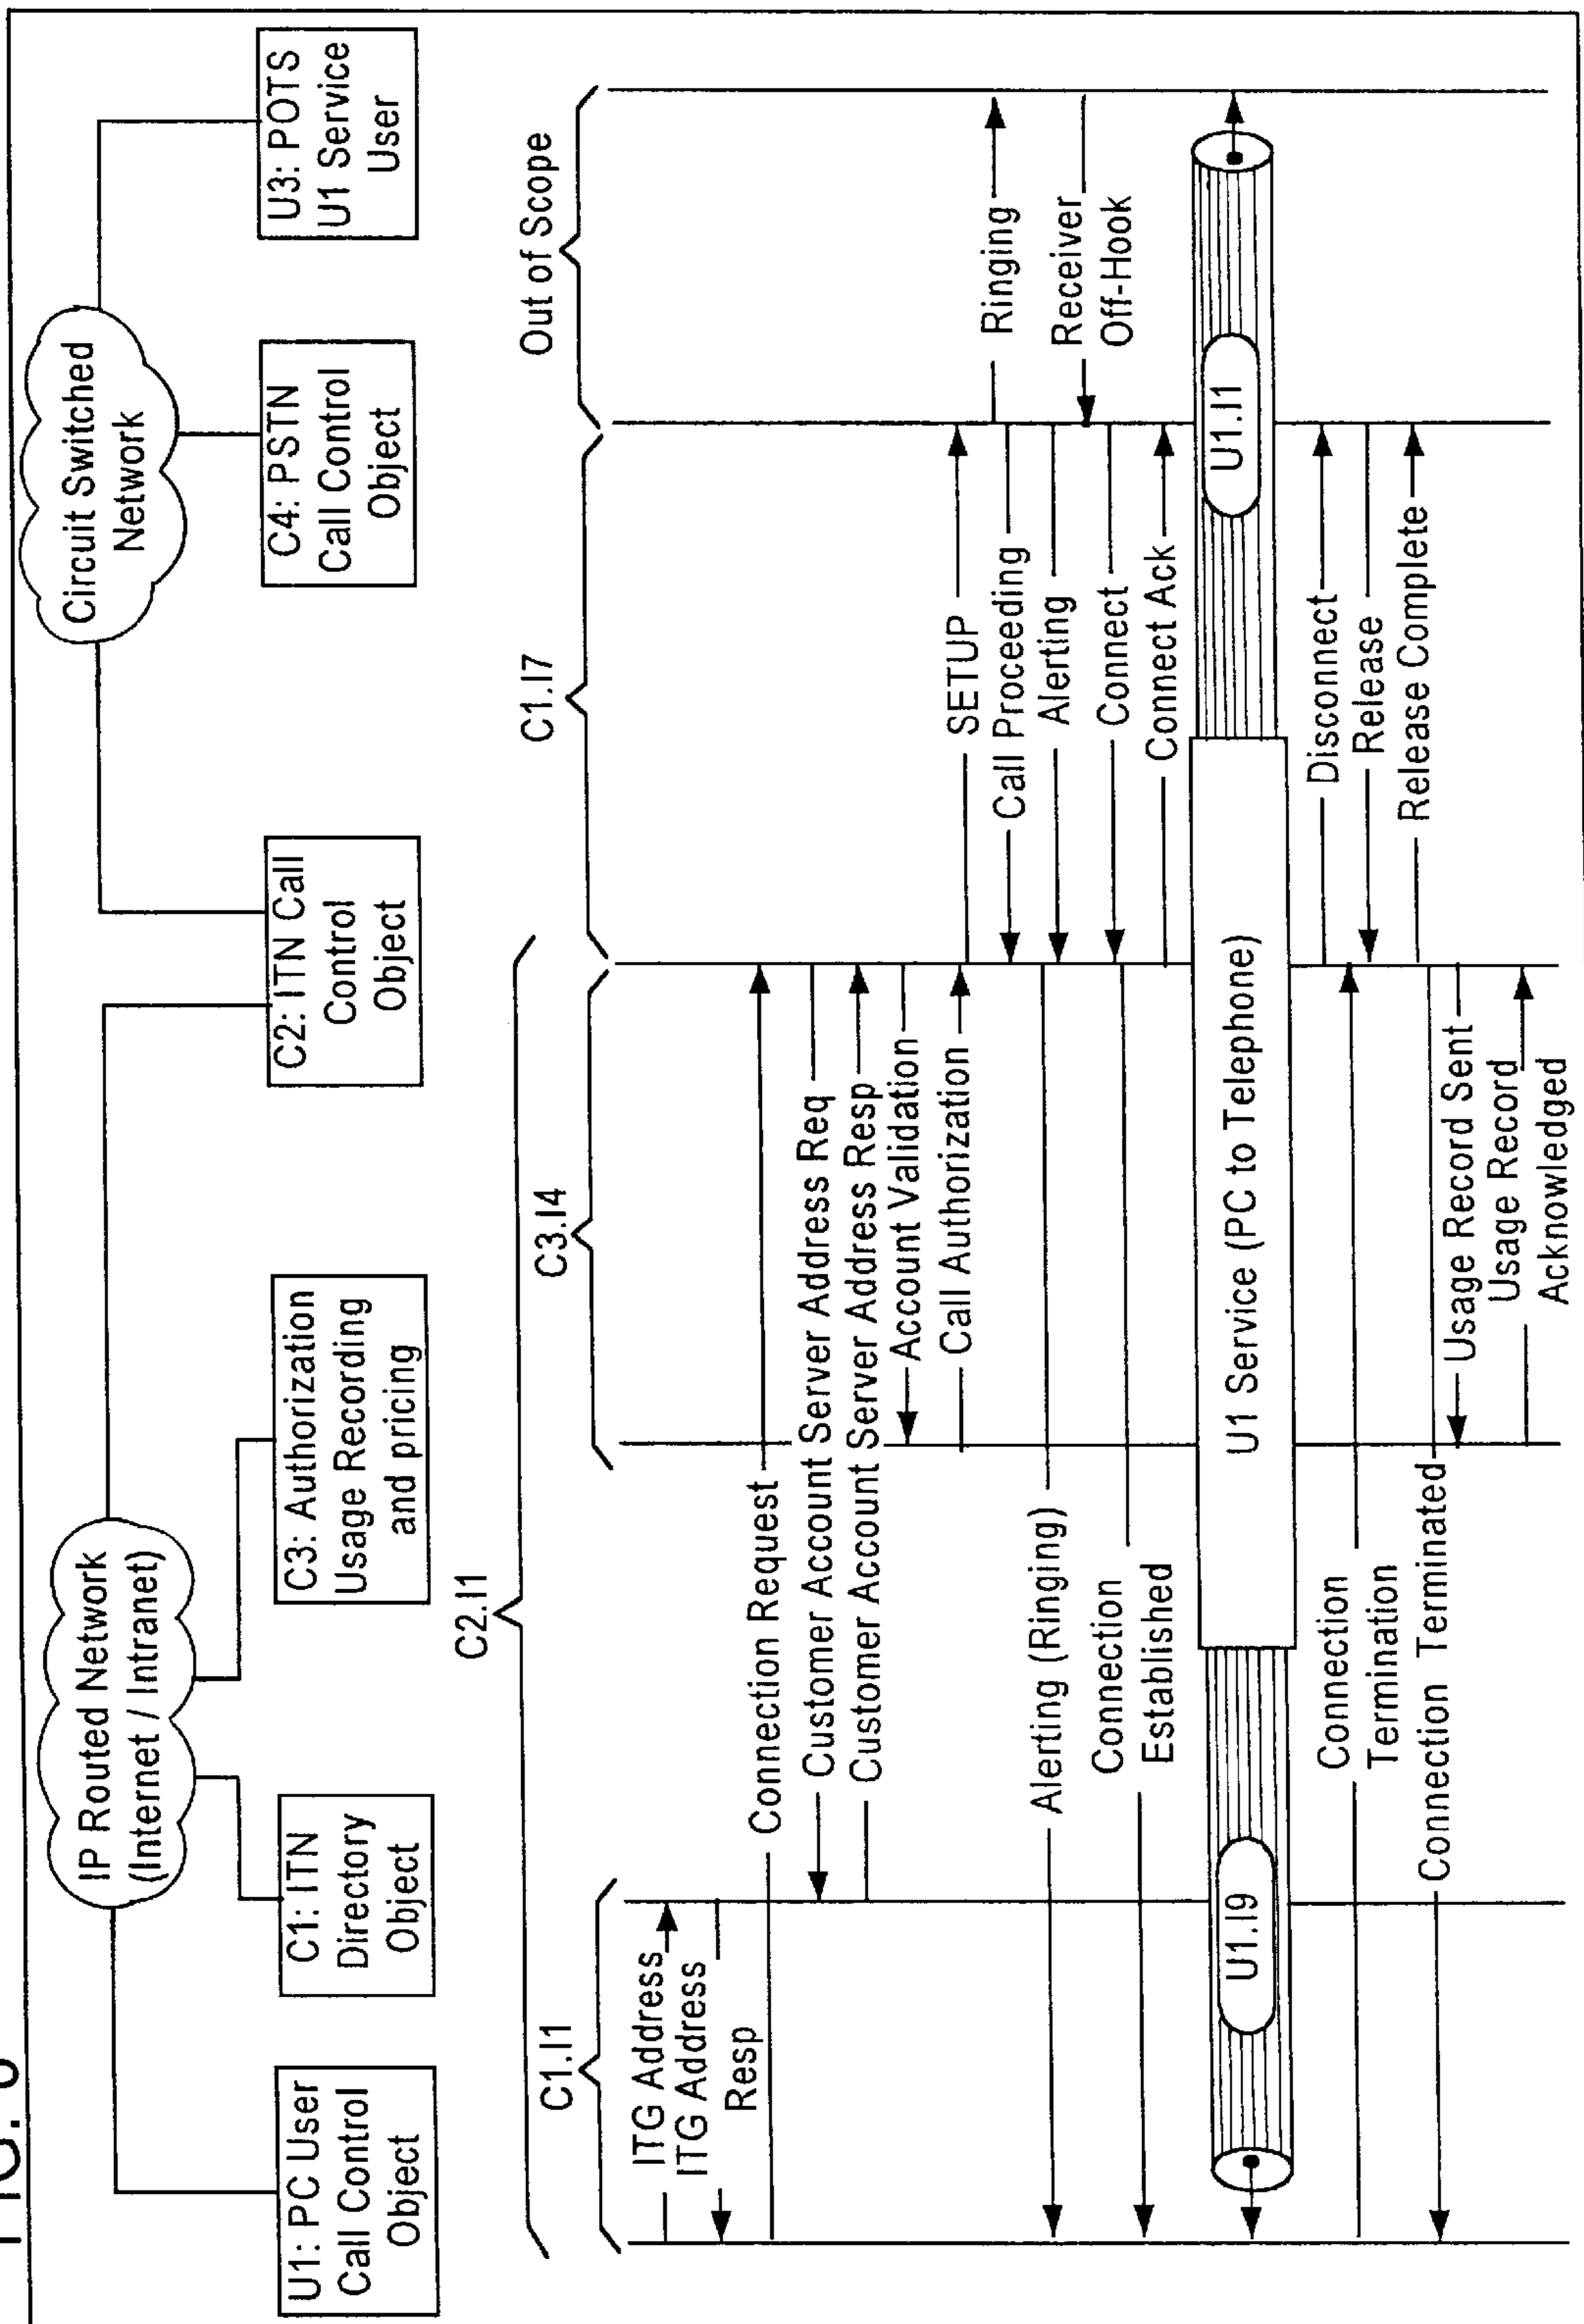 IP Routed Network
(Internet / Intranet)
Circuit Switched
Network
U1: PC User
Call Control
Object
C1: ITN
Directory
Object
C3: Authorization
Usage Recording
and pricing
C2: ITN Call
Control
Object
C4: PSTN
Call Control
Object
U3: POTS
U1 Service
User
C2.I1
C1.I1
C3.I4
C1.I7
Out of Scope
ITG Address
ITG Address
Resp
Connection Request
Customer Account Server Address Req
Customer Account Server Address Resp
Account Validation
Call Authorization
SETUP
Call Proceeding
Ringing
Alerting
Alerting (Ringing)
Receiver
Off-Hook
Connect
Connection
Established
Connect Ack
U1.I9
U1 Service (PC to Telephone)
U1.I1
Disconnect
Connection
Termination
Release
Release Complete
Connection Terminated
Usage Record Sent
Usage Record
Acknowledged